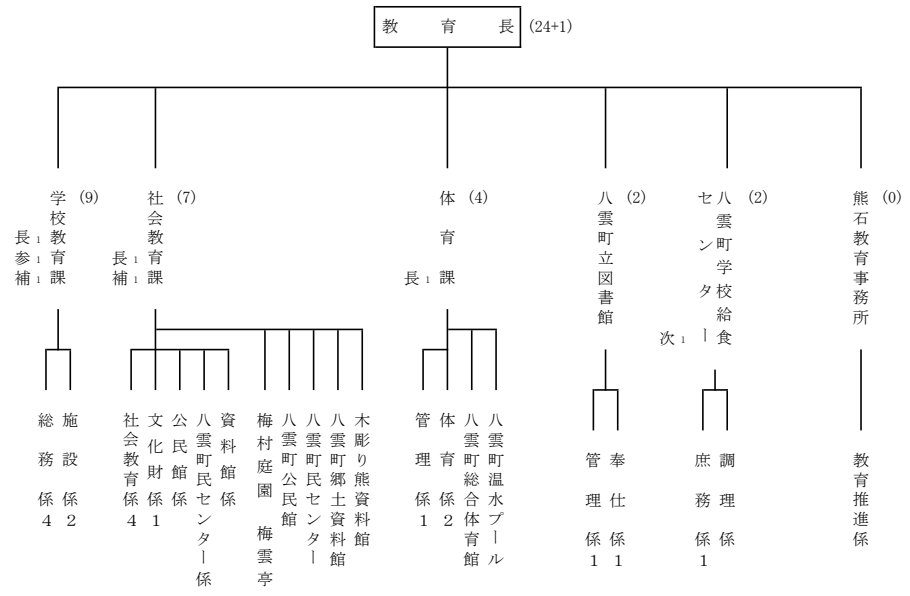 教育長 (24+1)
学校教育課 (9)
長1
参1
補1
社会教育課 (7)
長1
補1
体育課 (4)
長1
八雲町立図書館 (2)
八雲町学校給食センター (2)
次1
熊石教育事務所 (0)
総務係4
施設係2
社会教育係4
文化財係1
公民館係
八雲町民センター係
資料館係
梅村庭園 梅雲亭
八雲町公民館
八雲町民センター
八雲町郷土資料館
木彫り熊資料館
管理係1
体育係2
八雲町総合体育館
八雲町温水プール
管理係1
奉仕係1
庶務係1
調理係
教育推進係